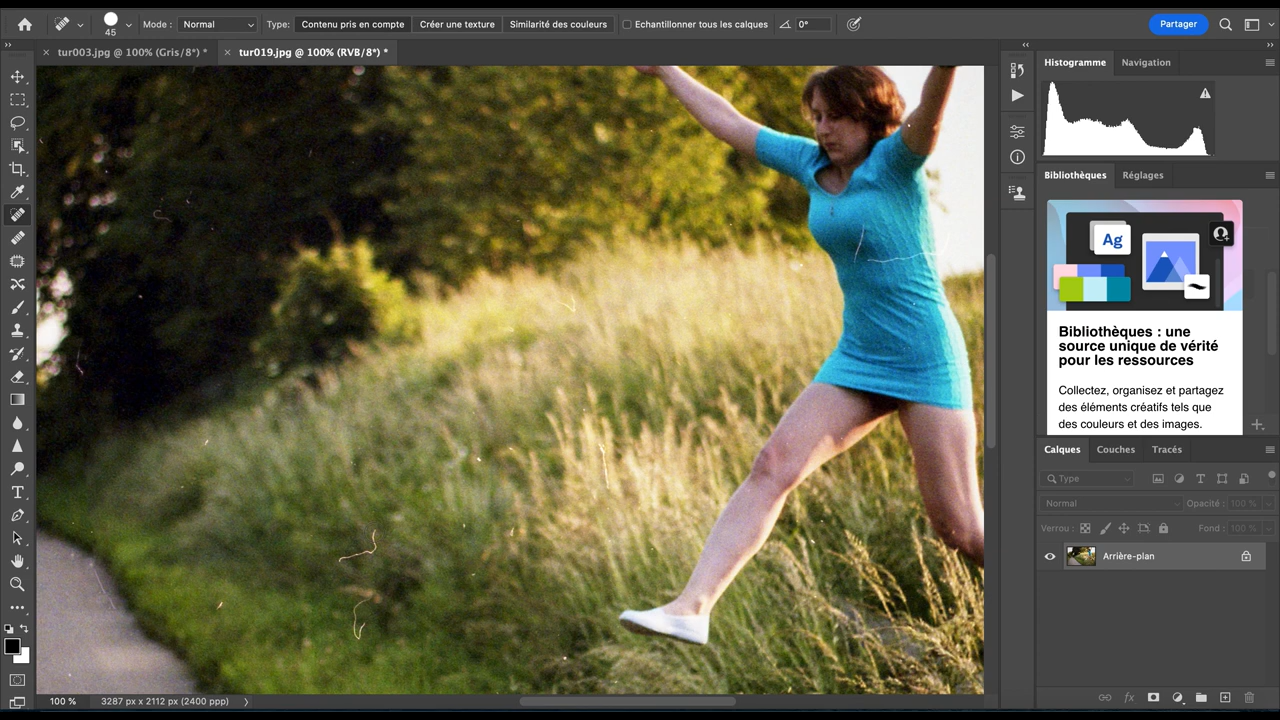 45
Mode :
Normal
Type:
Contenu pris en compte
Créer une texture
Similarité des couleurs
Echantillonner tous les calques
0°
Partager
tur003.jpg @ 100% (Gris/8*) *
tur019.jpg @ 100% (RVB/8*) *
Histogramme
Navigation
Bibliothèques
Réglages
Ag
Bibliothèques : une
source unique de vérité
pour les ressources
Collectez, organisez et partagez
des éléments créatifs tels que
des couleurs et des images.
Calques
Couches
Tracés
Type
Normal
Opacité :
100 %
Verrou :
Fond :
100 %
Arrière-plan
fx
100 %
3287 px x 2112 px (2400 ppp)